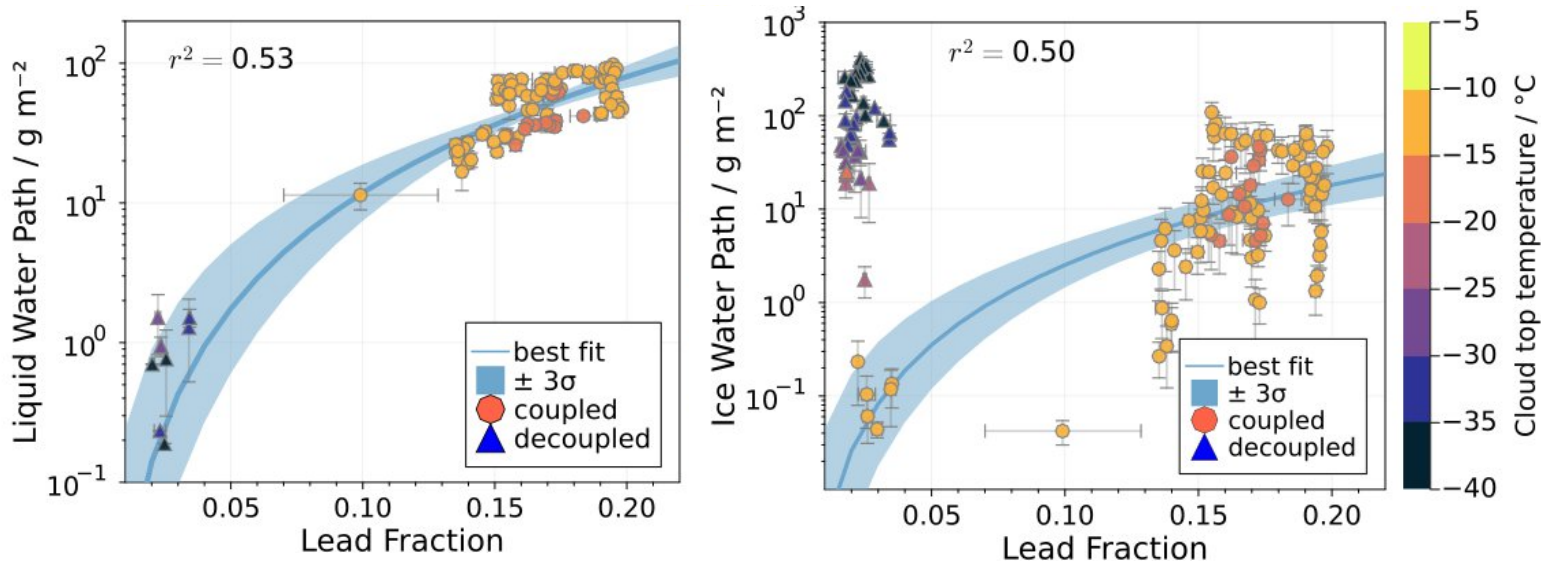 r² = 0.53
Liquid Water Path / g m⁻²
10²
10¹
10⁰
10⁻¹
best fit
± 3σ
coupled
decoupled
0.05
0.10
0.15
0.20
Lead Fraction
r² = 0.50
Ice Water Path / g m⁻²
10³
10²
10¹
10⁰
10⁻¹
best fit
± 3σ
coupled
decoupled
0.05
0.10
0.15
0.20
Lead Fraction
−5
−10
−15
−20
−25
−30
−35
−40
Cloud top temperature / °C